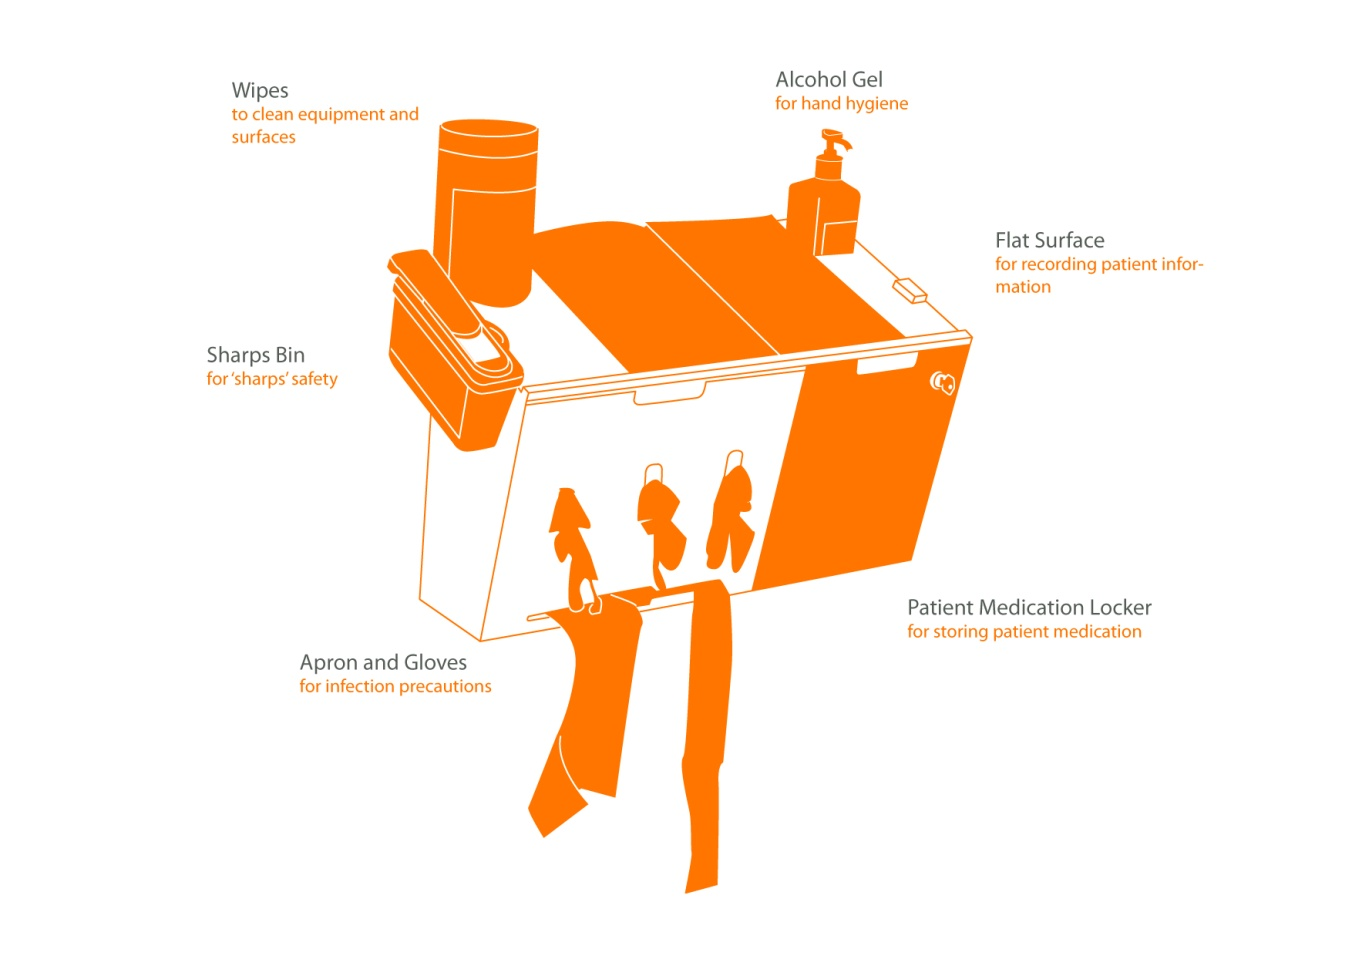 Wipes
to clean equipment and
surfaces
Alcohol Gel
for hand hygiene
Flat Surface
for recording patient infor-
mation
Sharps Bin
for ‘sharps’ safety
Patient Medication Locker
for storing patient medication
Apron and Gloves
for infection precautions